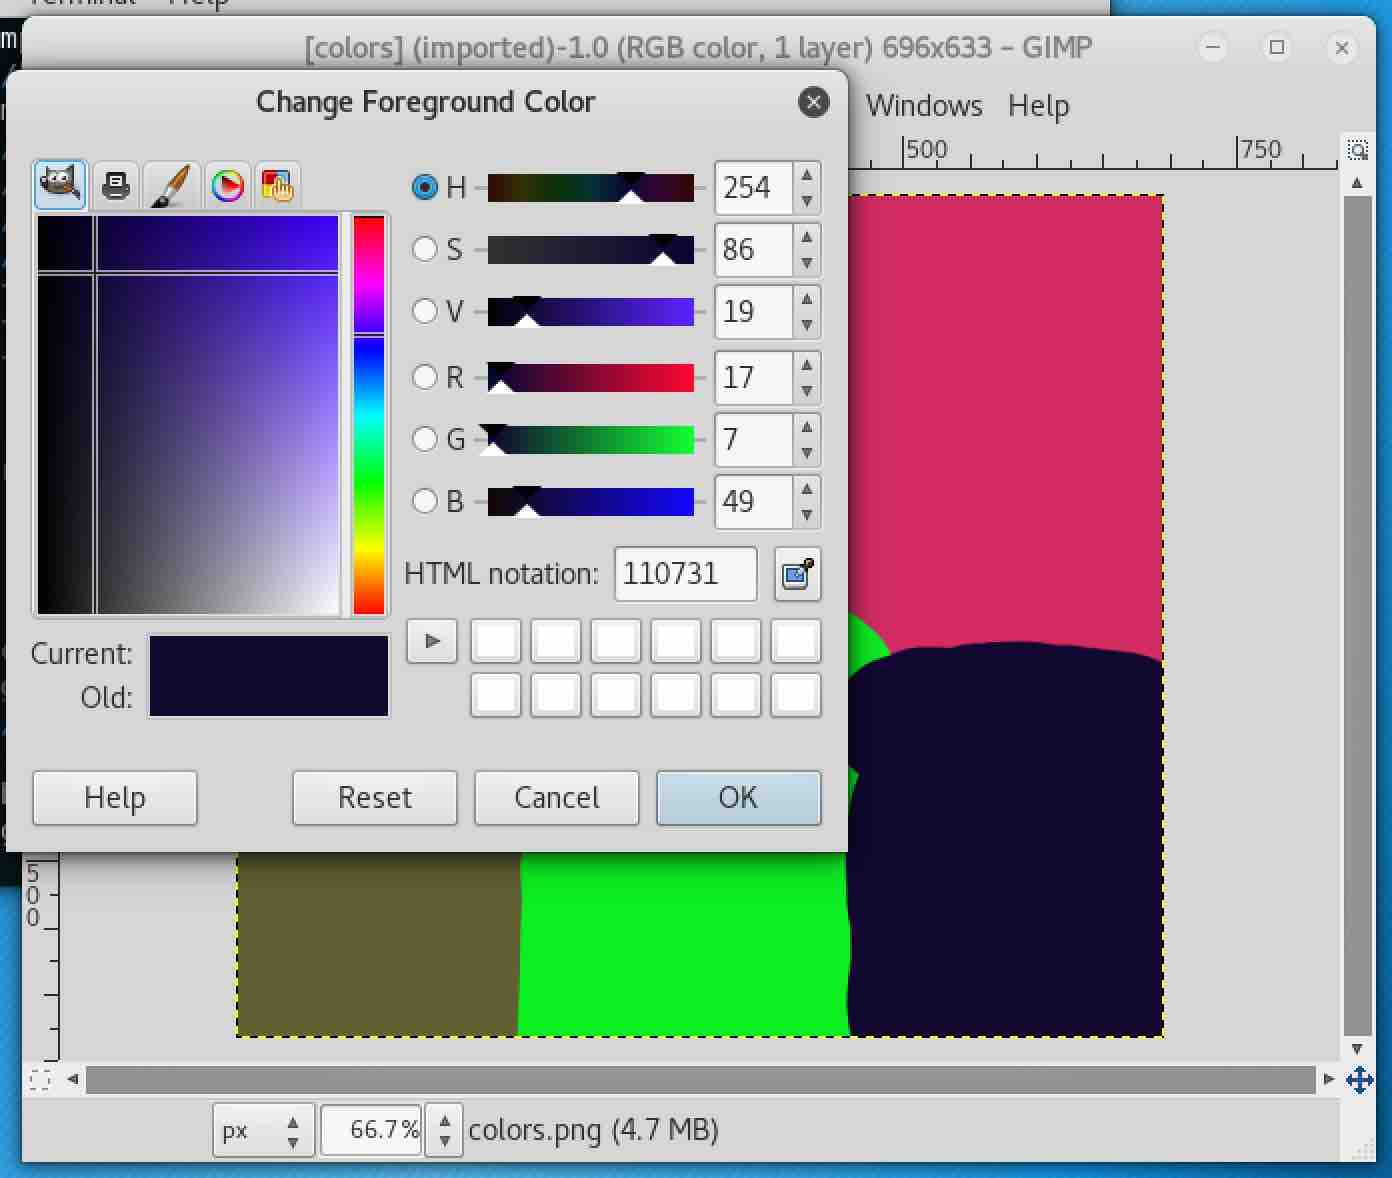 Terminal Help
[colors] (imported)-1.0 (RGB color, 1 layer) 696x633 – GIMP
Change Foreground Color
Windows Help
500
750
H 254
S 86
V 19
R 17
G 7
B 49
HTML notation: 110731
Current:
Old:
Help Reset Cancel OK
500
px 66.7% colors.png (4.7 MB)